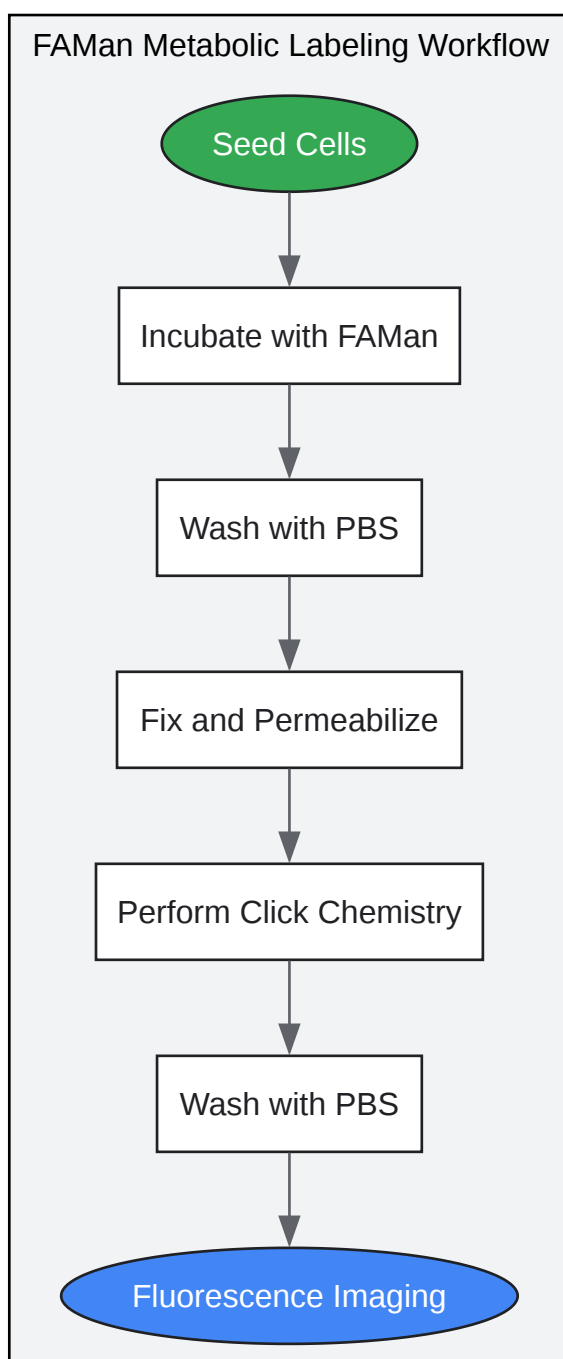 FAMan Metabolic Labeling Workflow
Seed Cells
Incubate with FAMan
Wash with PBS
Fix and Permeabilize
Perform Click Chemistry
Wash with PBS
Fluorescence Imaging